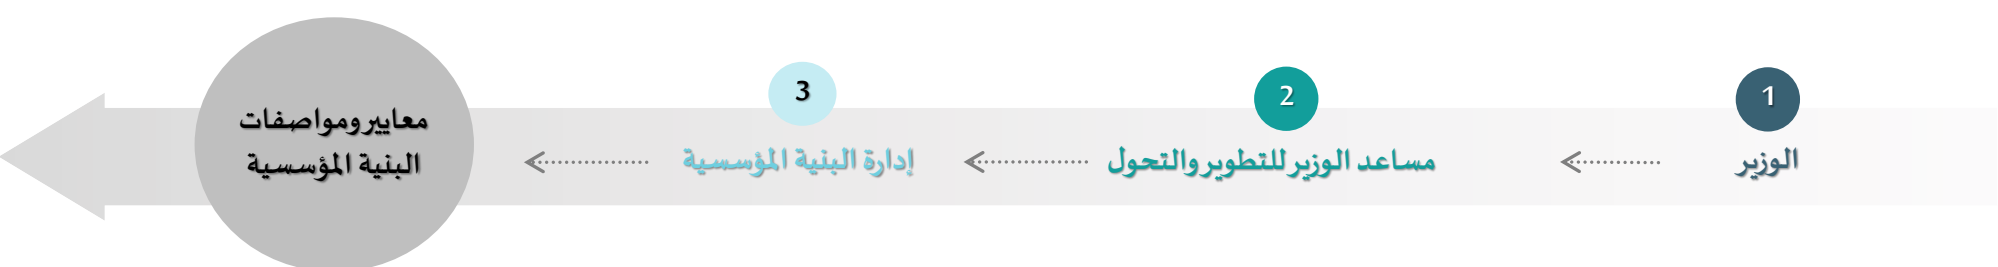 1
الوزير
2
مساعد الوزير للتطوير والتحول
3
إدارة البنية المؤسسية
معايير ومواصفات
البنية المؤسسية